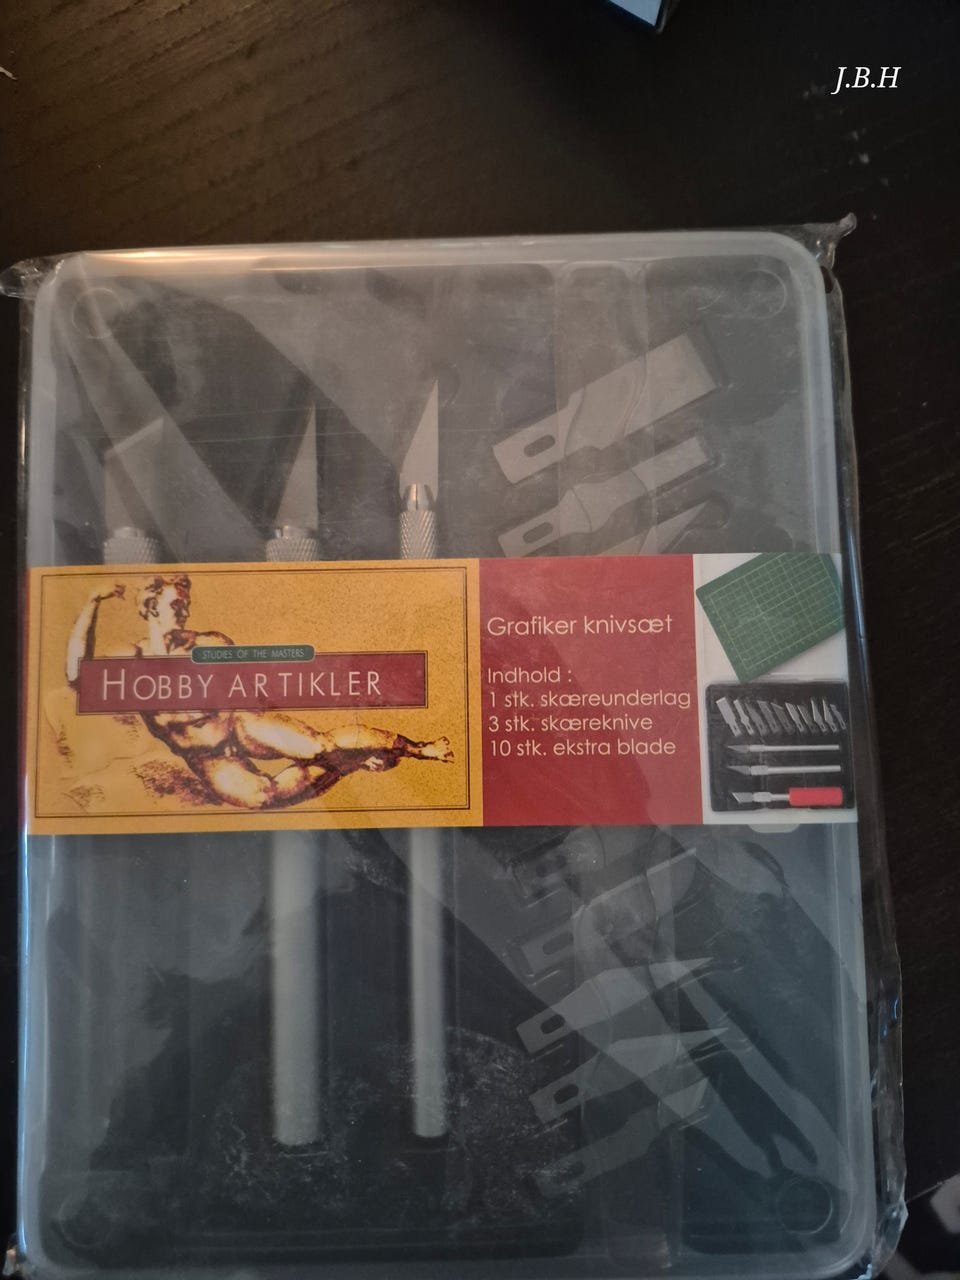 J.B.H
STUDIES OF THE MASTERS
HOBBY ARTIKLER
Grafiker knivsæt
Indhold :
1 stk. skæreunderlag
3 stk. skæreknive
10 stk. ekstra blade